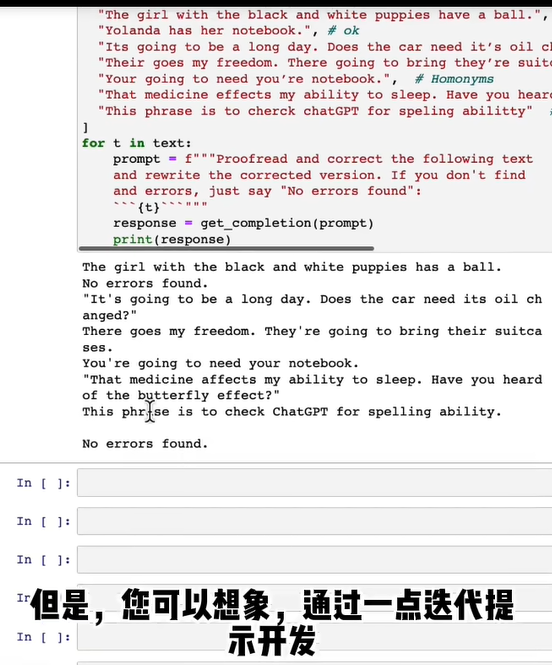 "The girl with the black and white puppies have a ball.",
"Yolanda has her notebook.", # ok
"Its going to be a long day. Does the car need it's oil ch
"Their goes my freedom. There going to bring they're suitc
"Your going to need you're notebook.",  # Homonyms
"That medicine effects my ability to sleep. Have you heard
"This phrase is to cherck chatGPT for speling abilitty"  #
]
for t in text:
    prompt = f"""Proofread and correct the following text
    and rewrite the corrected version. If you don't find
    and errors, just say "No errors found":
    ```{t}```"""
    response = get_completion(prompt)
    print(response)
The girl with the black and white puppies has a ball.
No errors found.
"It's going to be a long day. Does the car need its oil ch
anged?"
There goes my freedom. They're going to bring their suitca
ses.
You're going to need your notebook.
"That medicine affects my ability to sleep. Have you heard
of the butterfly effect?"
This phrase is to check ChatGPT for spelling ability.
No errors found.
In [ ]:
In [ ]:
In [ ]:
In
但是，您可以想象，通过一点迭代提
示开发
In [ ]: